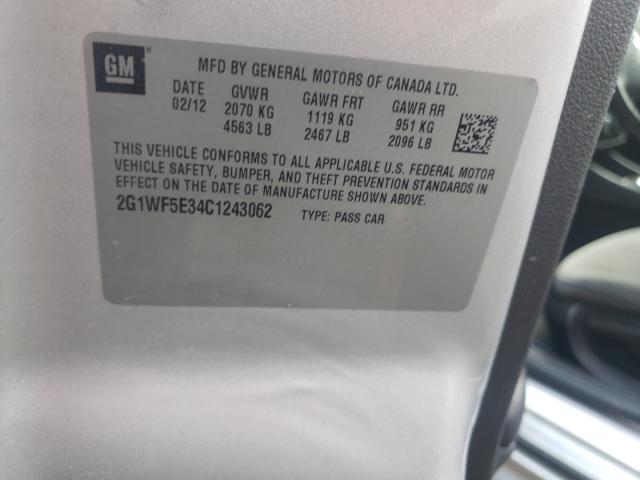 GM
MFD BY GENERAL MOTORS OF CANADA LTD.
DATE GVWR GAWR FRT GAWR RR
02/12 2070 KG 1119 KG 951 KG
4563 LB 2467 LB 2096 LB
THIS VEHICLE CONFORMS TO ALL APPLICABLE U.S. FEDERAL MOTOR
VEHICLE SAFETY, BUMPER, AND THEFT PREVENTION STANDARDS IN
EFFECT ON THE DATE OF MANUFACTURE SHOWN ABOVE.
2G1WF5E34C1243062 TYPE: PASS CAR